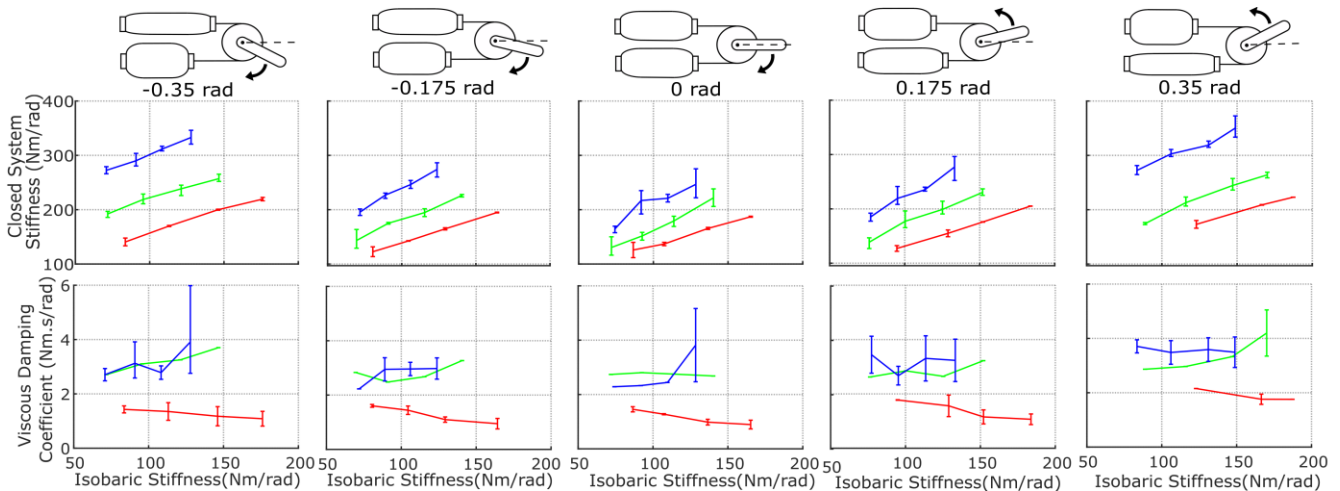 -0.35 rad
-0.175 rad
0 rad
0.175 rad
0.35 rad
Closed System
Stiffness (Nm/rad)
400
300
200
100
Viscous Damping
Coefficient (Nm.s/rad)
6
4
2
0
50 100 150 200
50 100 150 200
50 100 150 200
50 100 150 200
50 100 150 200
Isobaric Stiffness(Nm/rad)
Isobaric Stiffness(Nm/rad)
Isobaric Stiffness(Nm/rad)
Isobaric Stiffness(Nm/rad)
Isobaric Stiffness(Nm/rad)